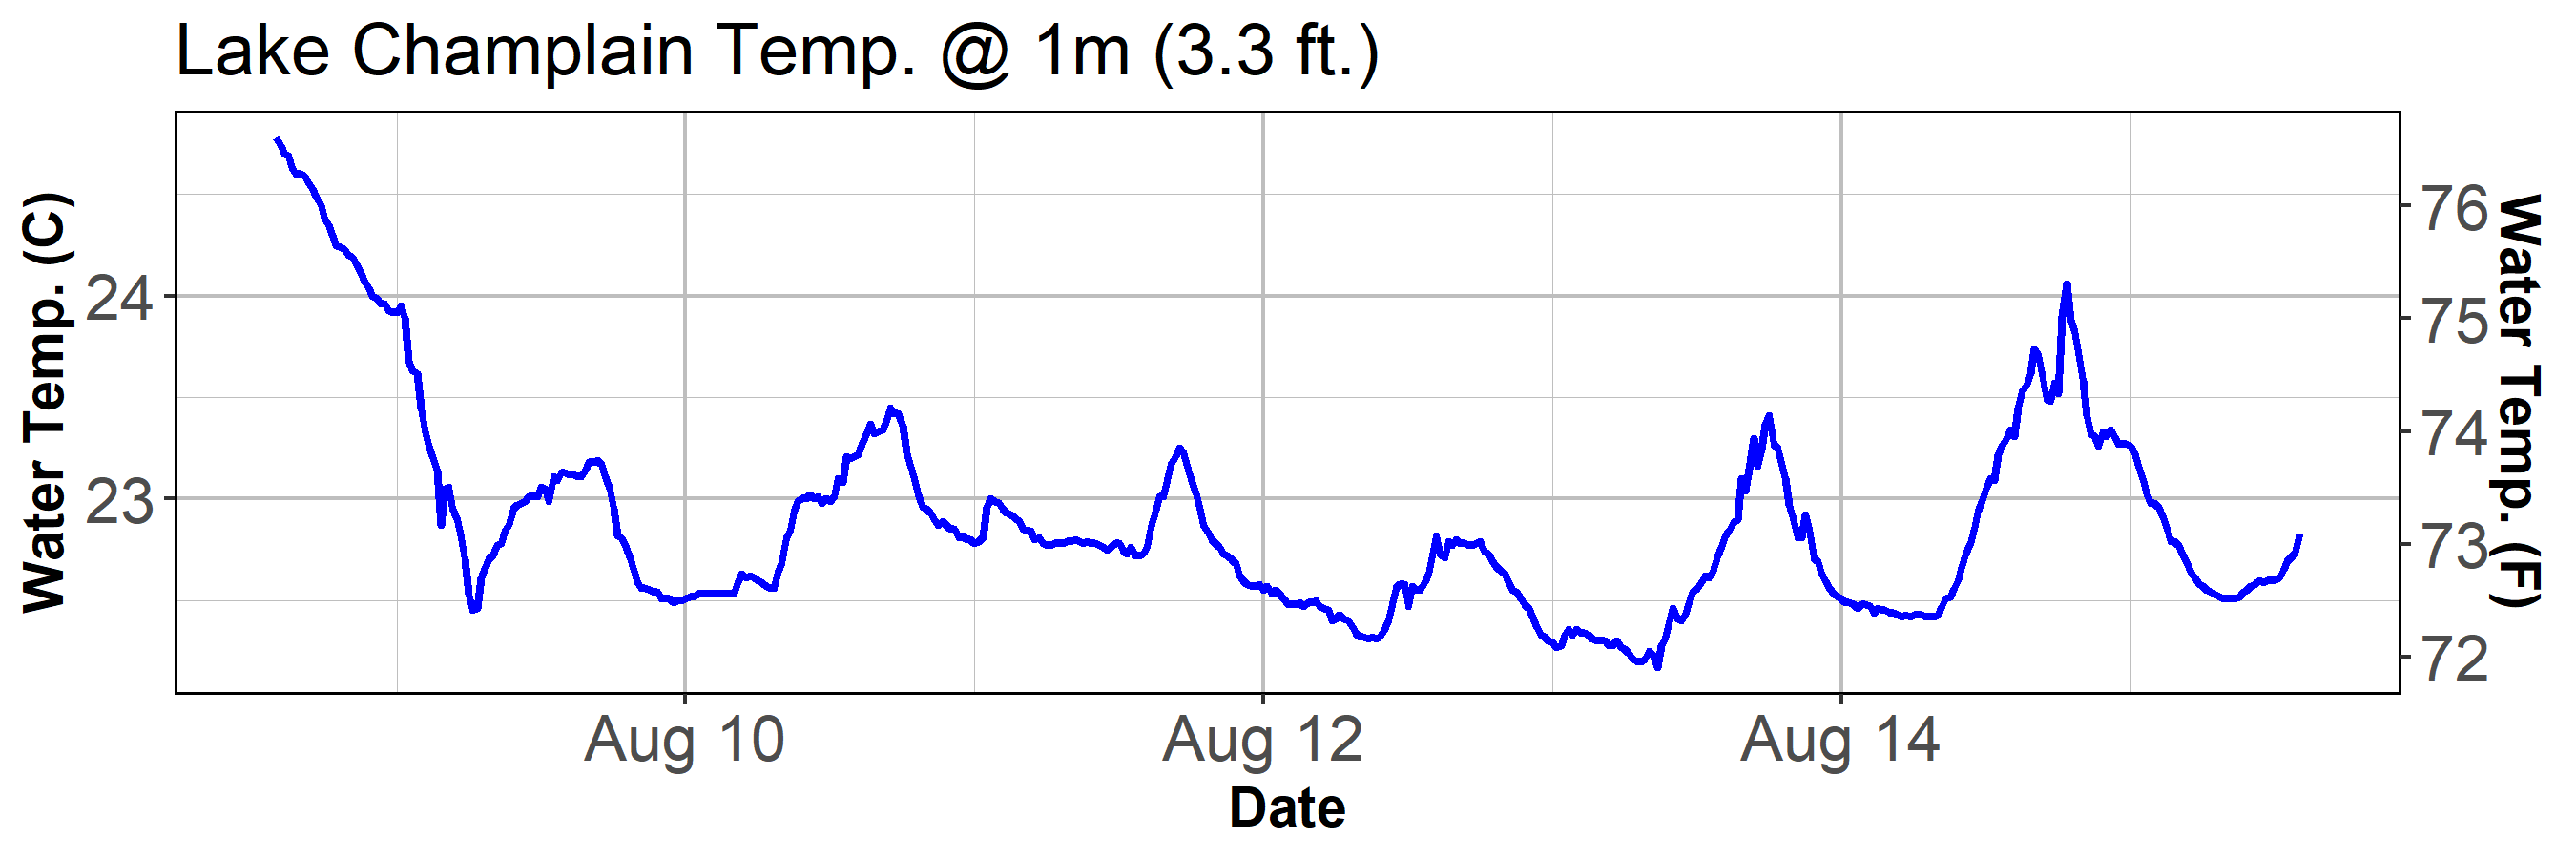 Lake Champlain Temp. @ 1m (3.3 ft.)
Water Temp. (C)
24
23
76
75
74
73
72
Water Temp. (F)
Aug 10
Aug 12
Aug 14
Date